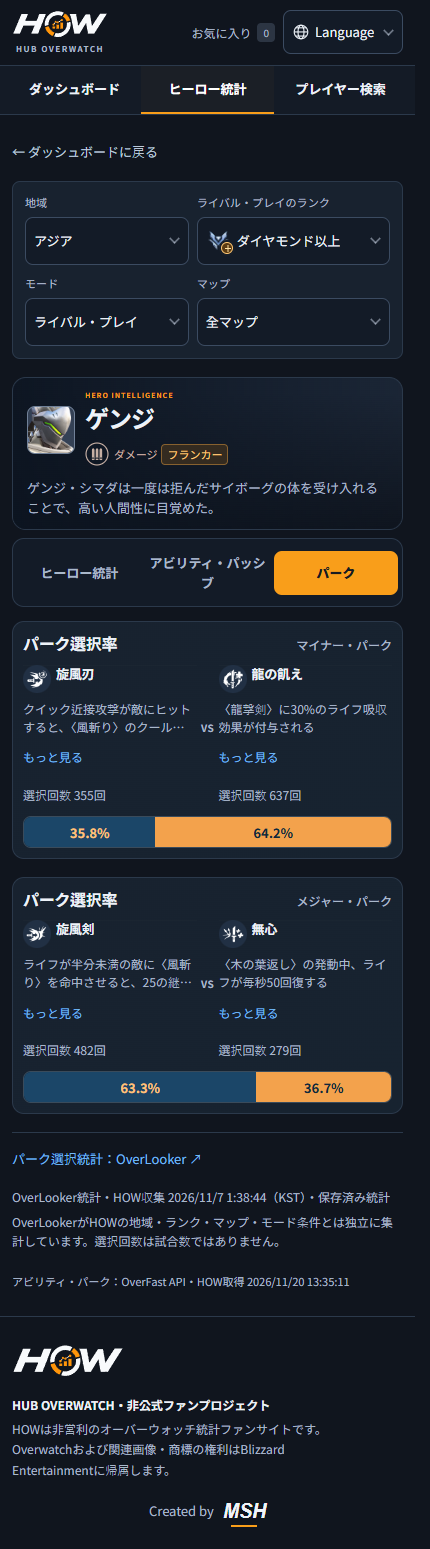 HOW
HUB OVERWATCH
お気に入り 0
Language
ダッシュボード
ヒーロー統計
プレイヤー検索
← ダッシュボードに戻る
地域
ライバル・プレイのランク
アジア
ダイヤモンド以上
モード
マップ
ライバル・プレイ
全マップ
HERO INTELLIGENCE
ゲンジ
ダメージ フランカー
ゲンジ・シマダは一度は拒んだサイボーグの体を受け入れる
ことで、高い人間性に目覚めた。
ヒーロー統計
アビリティ・パッシ
ブ
パーク
パーク選択率
マイナー・パーク
旋風刃
クイック近接攻撃が敵にヒット
すると、〈風斬り〉のクール…
もっと見る
選択回数 355回
vs
龍の飢え
〈龍撃剣〉に30%のライフ吸収
効果が付与される
もっと見る
選択回数 637回
35.8%
64.2%
パーク選択率
メジャー・パーク
旋風剣
ライフが半分未満の敵に〈風斬
り〉を命中させると、25の継…
もっと見る
選択回数 482回
vs
無心
〈木の葉返し〉の発動中、ライ
フが毎秒50回復する
もっと見る
選択回数 279回
63.3%
36.7%
パーク選択統計：OverLooker ↗
OverLooker統計・HOW収集 2026/11/7 1:38:44（KST）・保存済み統計
OverLookerがHOWの地域・ランク・マップ・モード条件とは独立に集
計しています。選択回数は試合数ではありません。
アビリティ・パーク：OverFast API・HOW取得 2026/11/20 13:35:11
HOW
HUB OVERWATCH・非公式ファンプロジェクト
HOWは非営利のオーバーウォッチ統計ファンサイトです。
Overwatchおよび関連画像・商標の権利はBlizzard
Entertainmentに帰属します。
Created by MSH